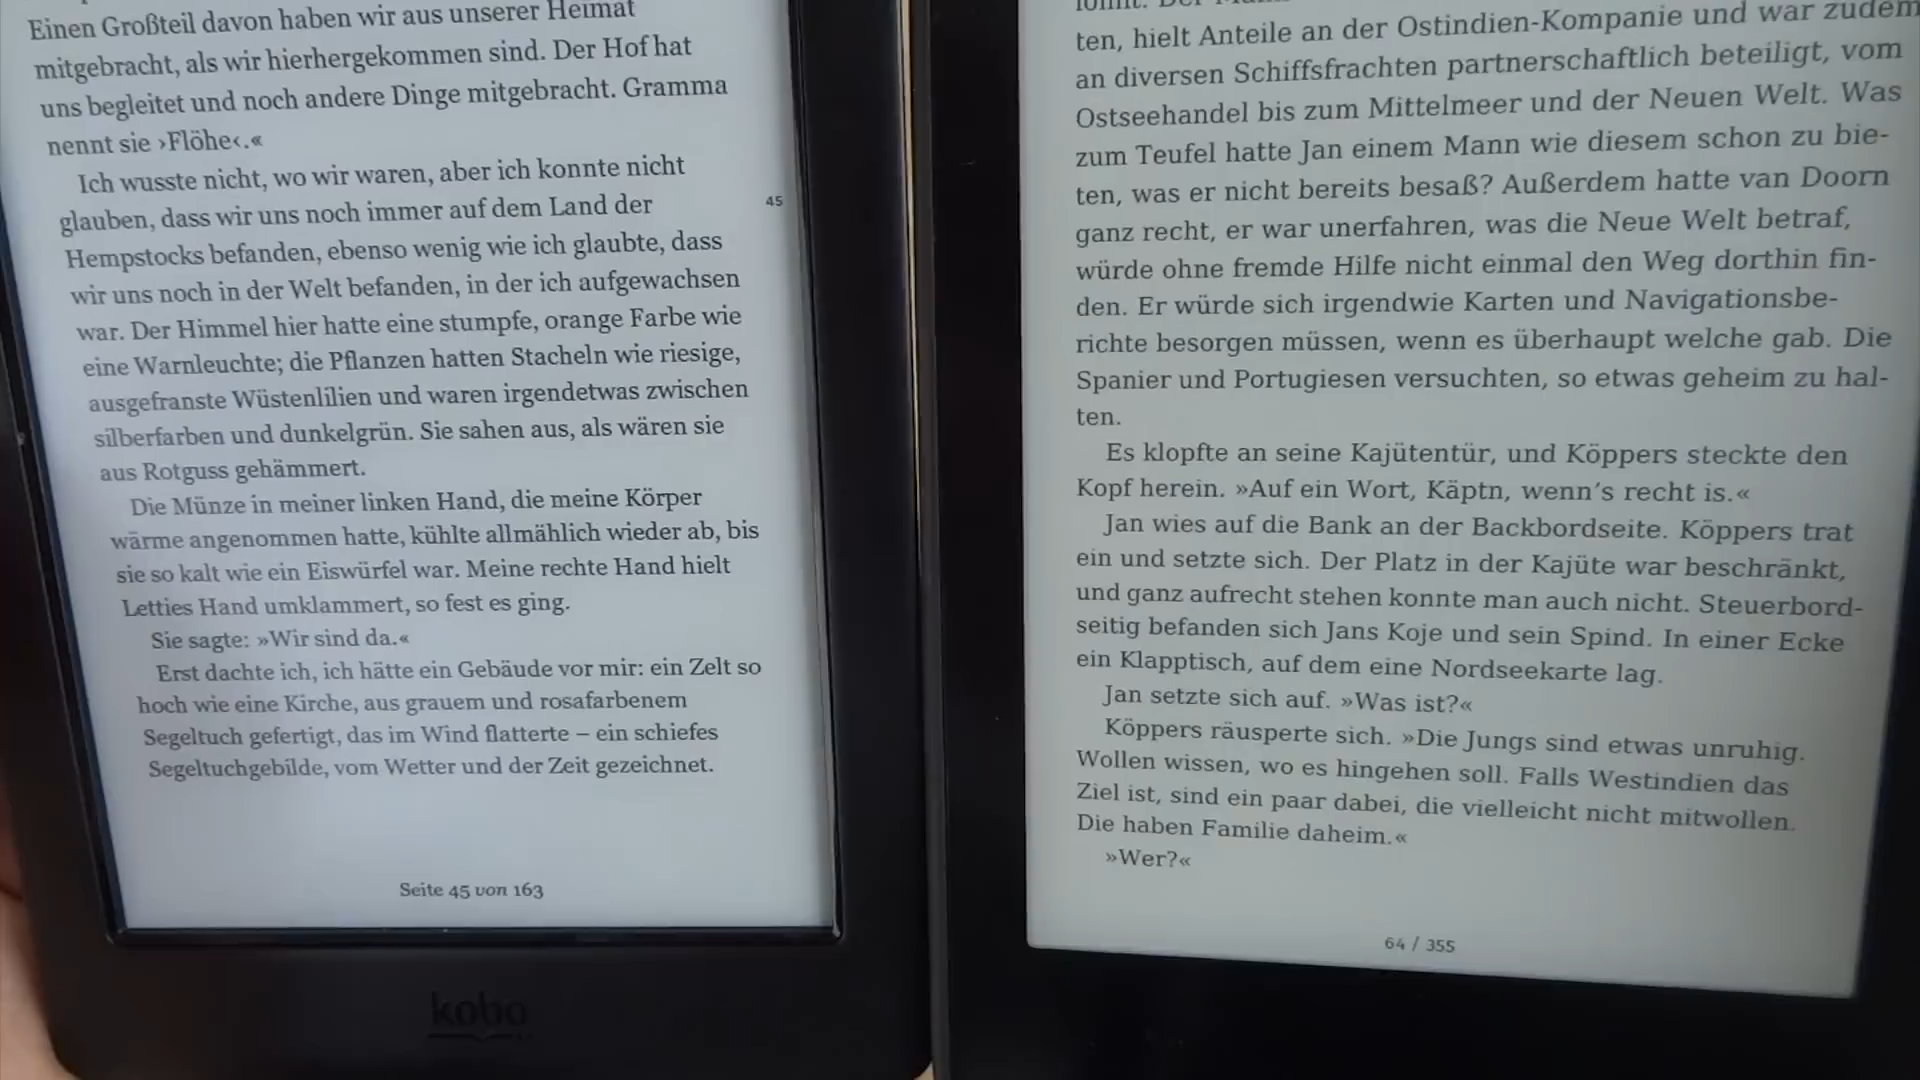 Einen Großteil davon haben wir aus unserer Heimat
mitgebracht, als wir hierhergekommen sind. Der Hof hat
uns begleitet und noch andere Dinge mitgebracht. Gramma
nennt sie ›Flöhe‹.«
Ich wusste nicht, wo wir waren, aber ich konnte nicht
glauben, dass wir uns noch immer auf dem Land der
45
Hempstocks befanden, ebenso wenig wie ich glaubte, dass
wir uns noch in der Welt befanden, in der ich aufgewachsen
war. Der Himmel hier hatte eine stumpfe, orange Farbe wie
eine Warnleuchte; die Pflanzen hatten Stacheln wie riesige,
ausgefranste Wüstenlilien und waren irgendetwas zwischen
silberfarben und dunkelgrün. Sie sahen aus, als wären sie
aus Rotguss gehämmert.
Die Münze in meiner linken Hand, die meine Körper
wärme angenommen hatte, kühlte allmählich wieder ab, bis
sie so kalt wie ein Eiswürfel war. Meine rechte Hand hielt
Letties Hand umklammert, so fest es ging.
Sie sagte: »Wir sind da.«
Erst dachte ich, ich hätte ein Gebäude vor mir: ein Zelt so
hoch wie eine Kirche, aus grauem und rosafarbenem
Segeltuch gefertigt, das im Wind flatterte – ein schiefes
Segeltuchgebilde, vom Wetter und der Zeit gezeichnet.
Seite 45 von 163
kobo
ten, hielt Anteile an der Ostindien-Kompanie und war zudem
an diversen Schiffsfrachten partnerschaftlich beteiligt, vom
Ostseehandel bis zum Mittelmeer und der Neuen Welt. Was
zum Teufel hatte Jan einem Mann wie diesem schon zu bie-
ten, was er nicht bereits besaß? Außerdem hatte van Doorn
ganz recht, er war unerfahren, was die Neue Welt betraf,
würde ohne fremde Hilfe nicht einmal den Weg dorthin fin-
den. Er würde sich irgendwie Karten und Navigationsbe-
richte besorgen müssen, wenn es überhaupt welche gab. Die
Spanier und Portugiesen versuchten, so etwas geheim zu hal-
ten.
Es klopfte an seine Kajütentür, und Köppers steckte den
Kopf herein. »Auf ein Wort, Käptn, wenn's recht is.«
Jan wies auf die Bank an der Backbordseite. Köppers trat
ein und setzte sich. Der Platz in der Kajüte war beschränkt,
und ganz aufrecht stehen konnte man auch nicht. Steuerbord-
seitig befanden sich Jans Koje und sein Spind. In einer Ecke
ein Klapptisch, auf dem eine Nordseekarte lag.
Jan setzte sich auf. »Was ist?«
Köppers räusperte sich. »Die Jungs sind etwas unruhig.
Wollen wissen, wo es hingehen soll. Falls Westindien das
Ziel ist, sind ein paar dabei, die vielleicht nicht mitwollen.
Die haben Familie daheim.«
»Wer?«
64 / 355